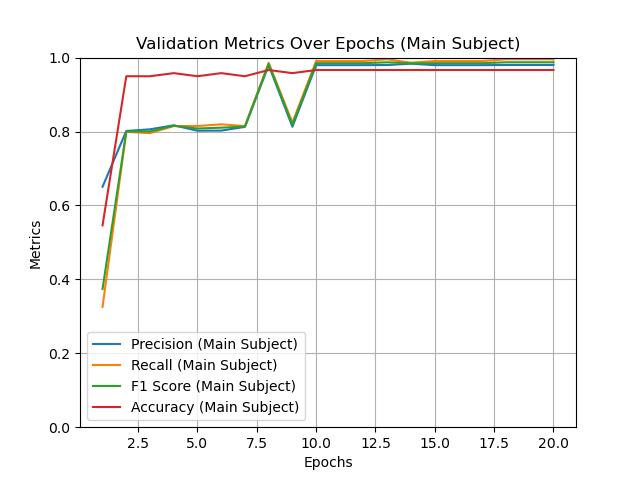 Validation Metrics Over Epochs (Main Subject)
1.0
0.8
0.6
0.4
0.2
0.0
Metrics
Precision (Main Subject)
Recall (Main Subject)
F1 Score (Main Subject)
Accuracy (Main Subject)
2.5 5.0 7.5 10.0 12.5 15.0 17.5 20.0
Epochs